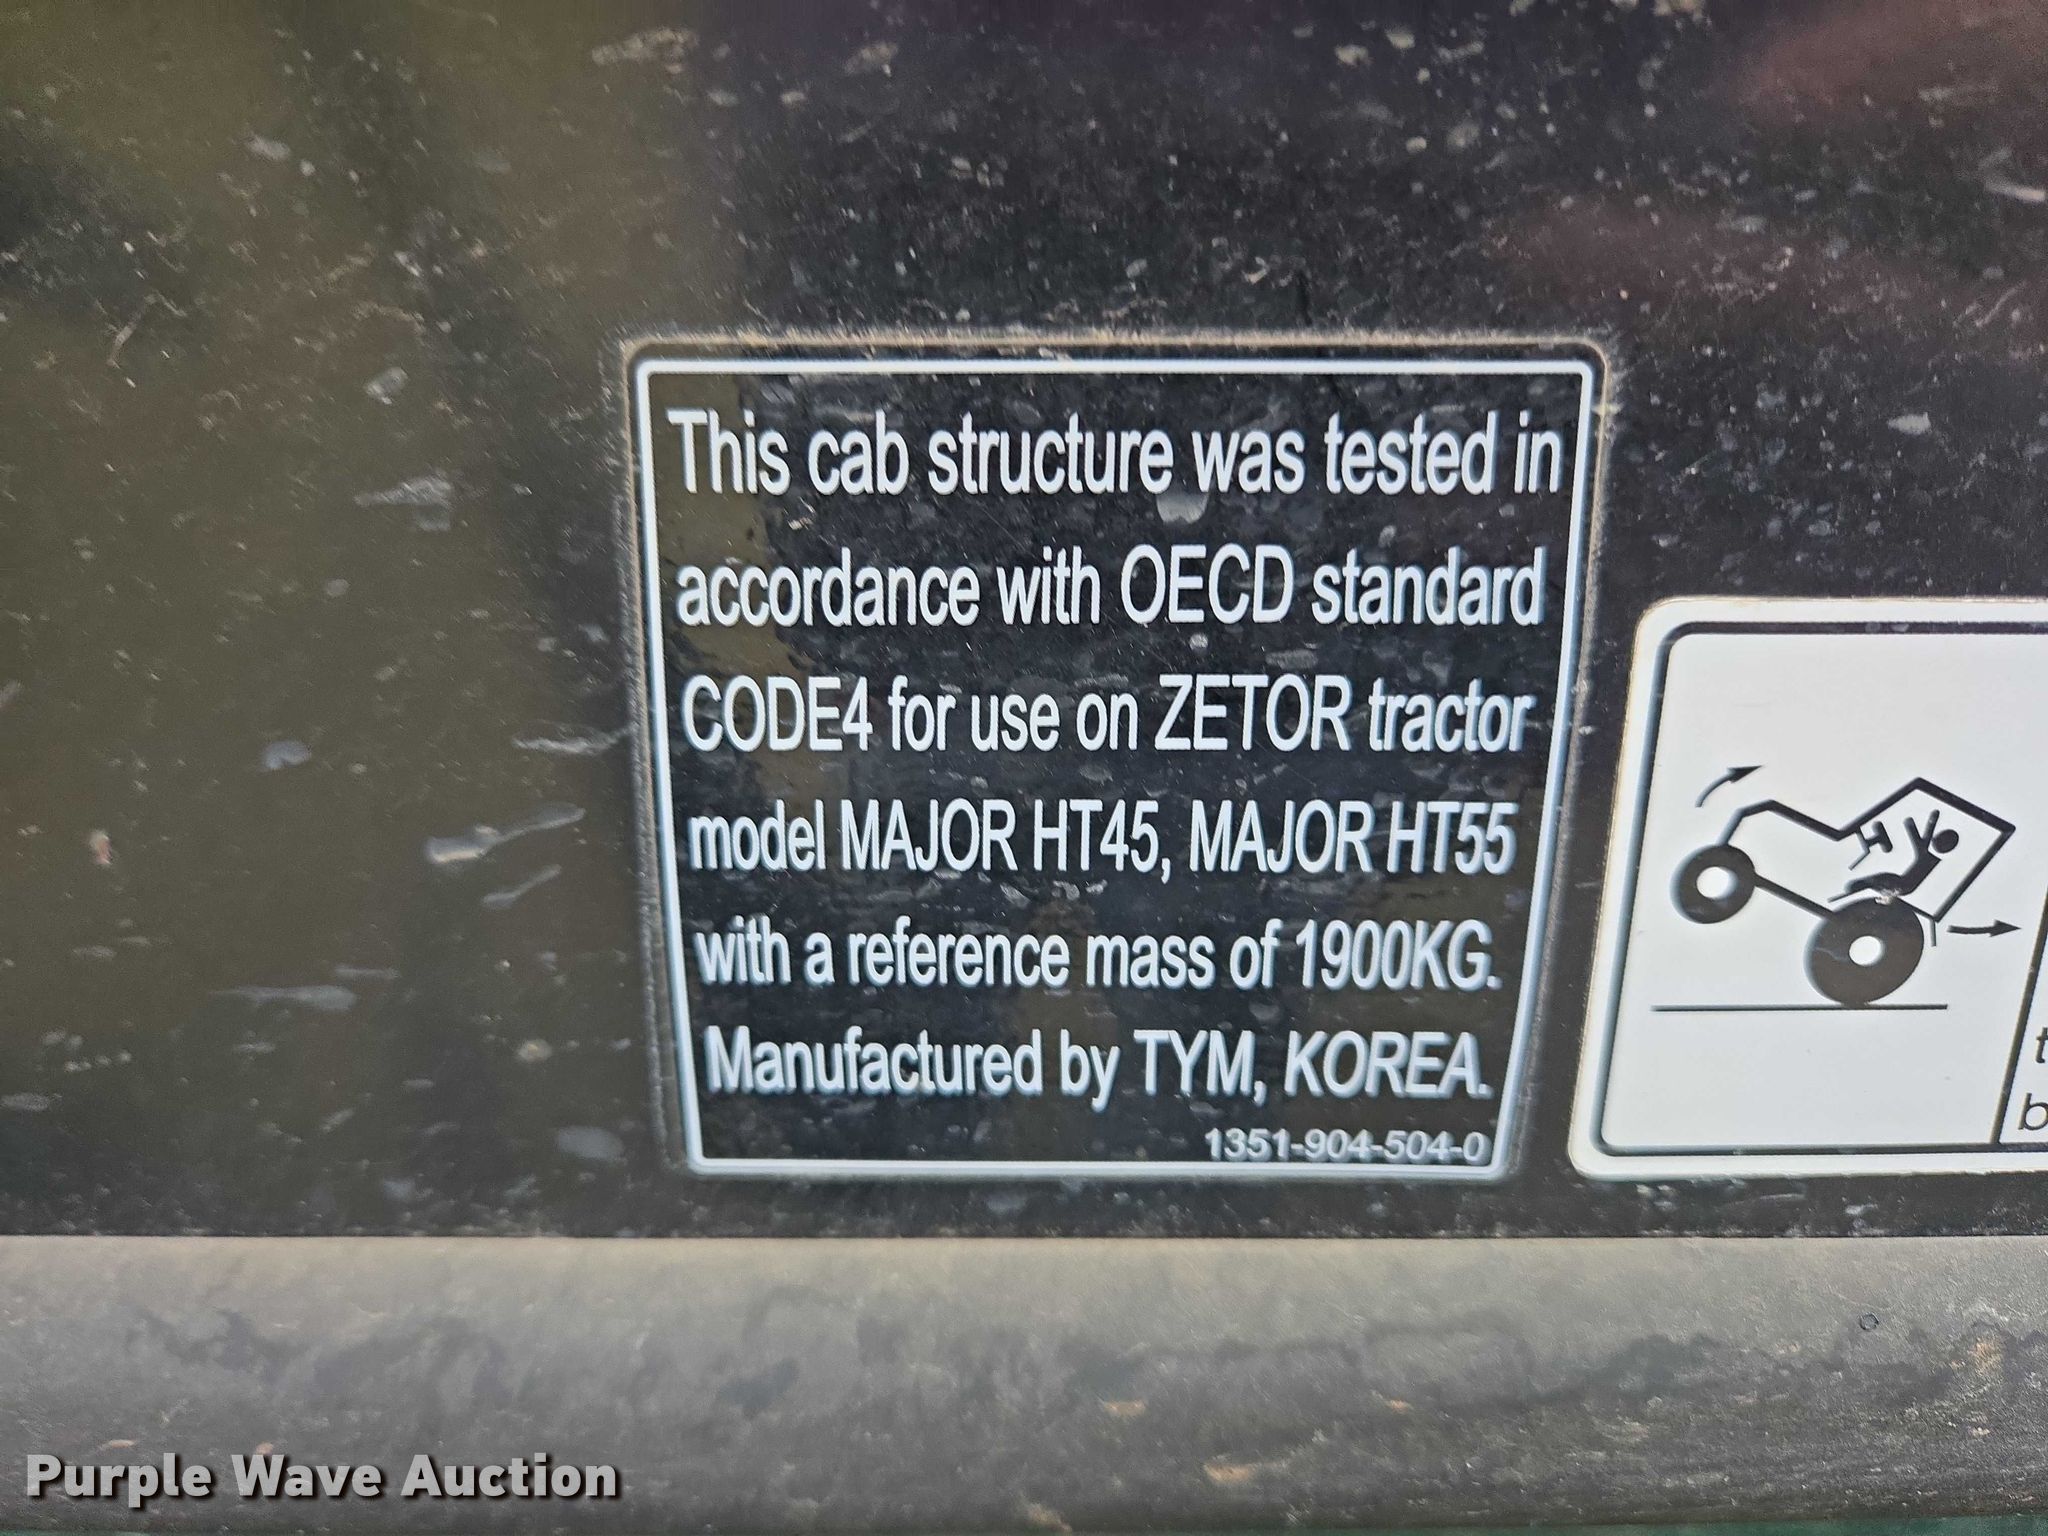 This cab structure was tested in
accordance with OECD standard
CODE4 for use on ZETOR tractor
model MAJOR HT45, MAJOR HT55
with a reference mass of 1900KG.
Manufactured by TYM, KOREA.
1351-904-504-0
Purple Wave Auction